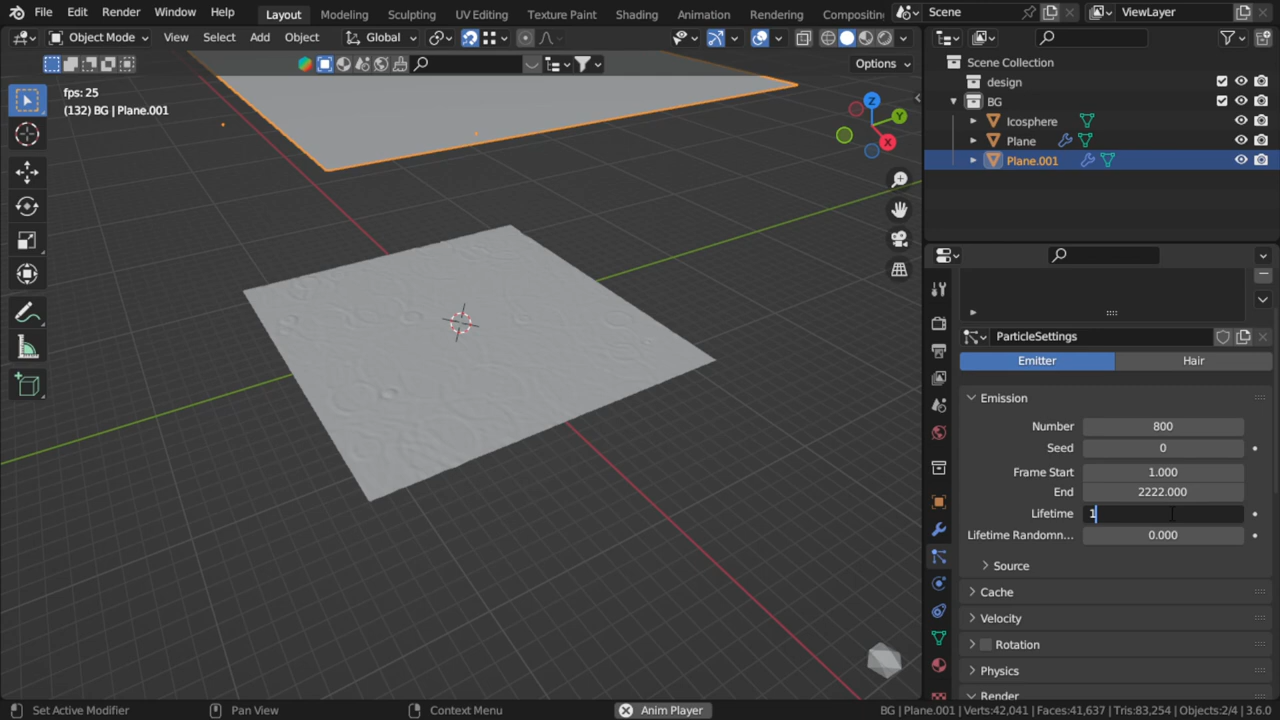 File Edit Render Window Help Layout Modeling Sculpting UV Editing Texture Paint Shading Animation Rendering Compositin Scene ViewLayer
Object Mode View Select Add Object Global
Options
fps: 25
(132) BG | Plane.001
Z
Y
X
Scene Collection
design
BG
Icosphere
Plane
Plane.001
ParticleSettings
Emitter Hair
Emission
Number 800
Seed 0
Frame Start 1.000
End 2222.000
Lifetime 1
Lifetime Randomn... 0.000
Source
Cache
Velocity
Rotation
Physics
Render
Set Active Modifier Pan View Context Menu Anim Player BG | Plane.001 | Verts:42,041 | Faces:41,637 | Tris:83,254 | Objects:2/4 | 3.6.0